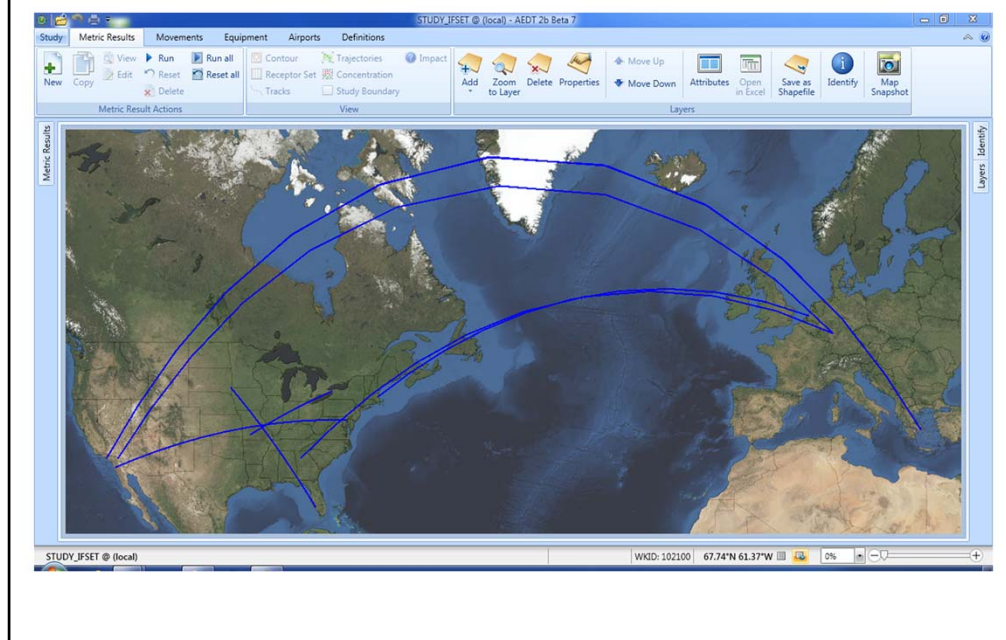 STUDY_IFSET @ (local) - AEDT 2b Beta 7
Study Metric Results Movements Equipment Airports Definitions
New Copy View Edit Run Reset Delete Run all Reset all
Contour Receptor Set Tracks Trajectories Concentration Study Boundary Impact
Add Zoom to Layer Delete Properties Move Up Move Down Attributes Open in Excel Save as Shapefile Identify Map Snapshot
Metric Result Actions View Layers
Metric Results
Identify
Layers
STUDY_IFSET @ (local) WKID: 102100 67.74°N 61.37°W 0%